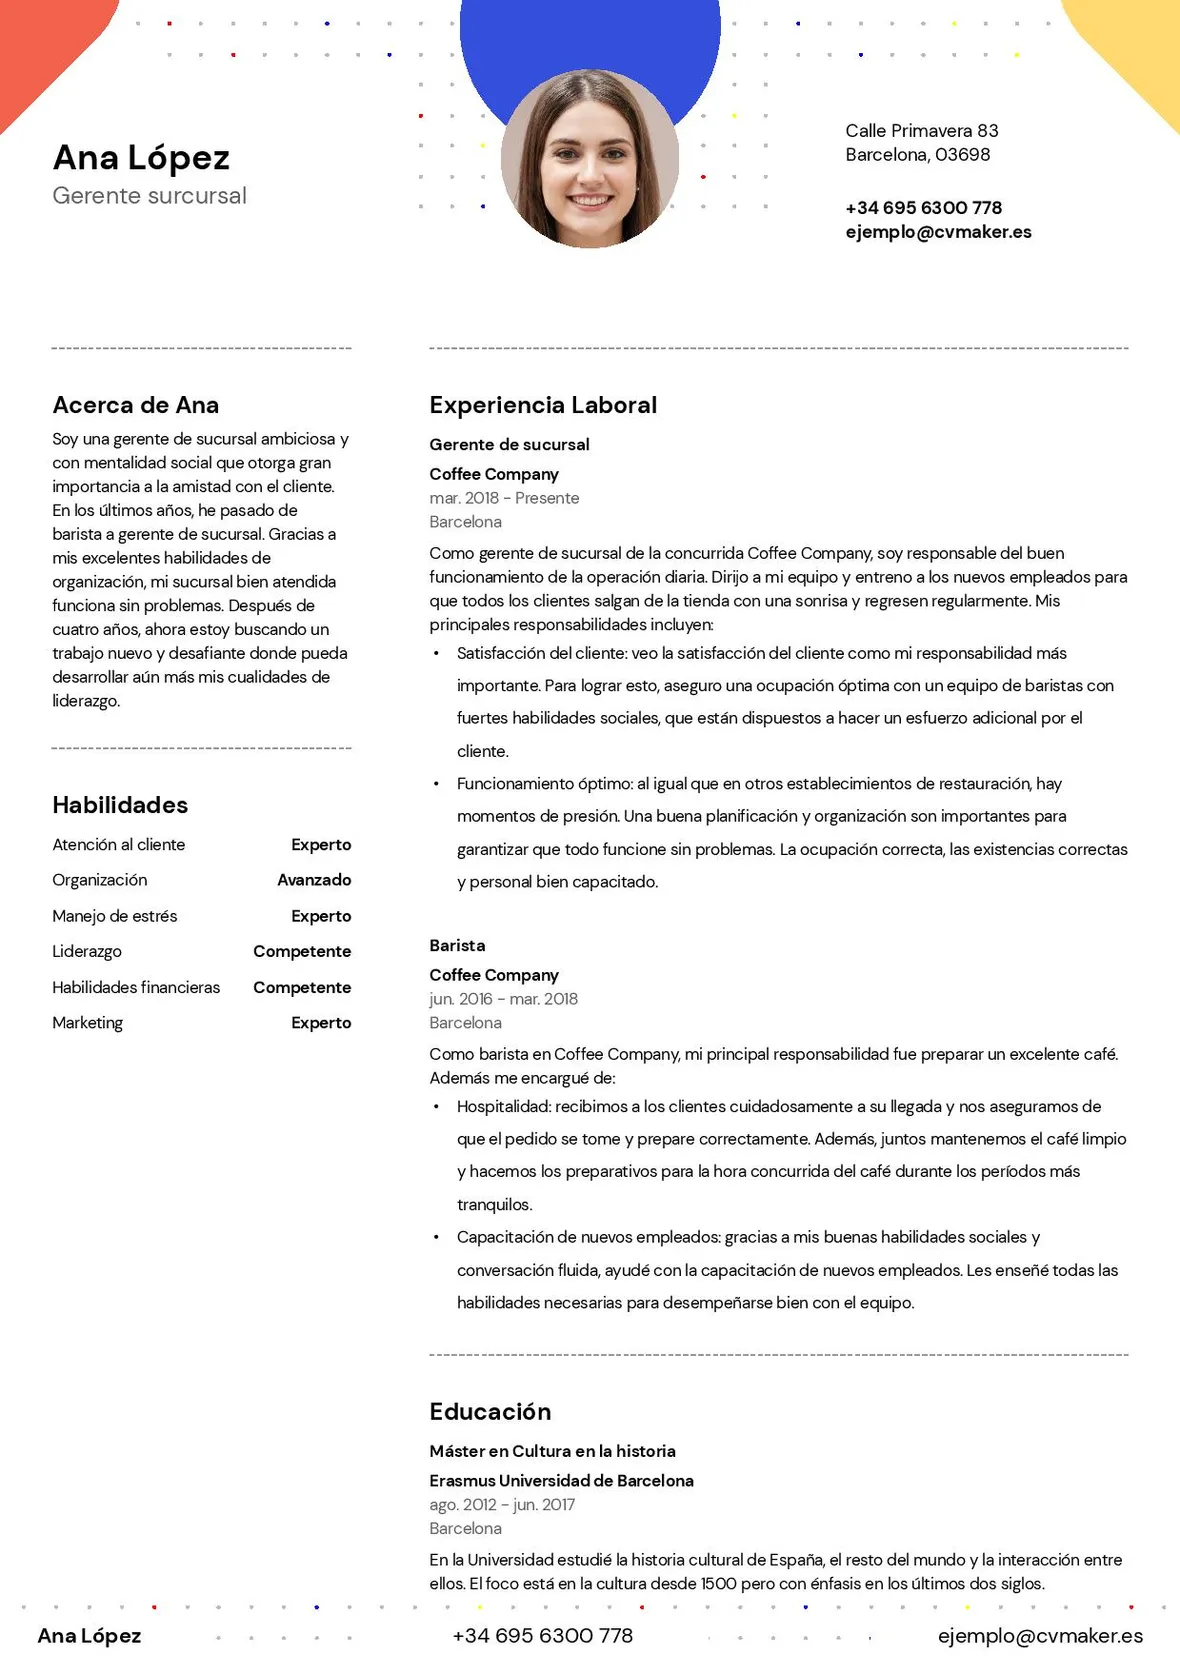 Ana López
Gerente surcursal
Calle Primavera 83
Barcelona, 03698
+34 695 6300 778
ejemplo@cvmaker.es
Acerca de Ana
Soy una gerente de sucursal ambiciosa y
con mentalidad social que otorga gran
importancia a la amistad con el cliente.
En los últimos años, he pasado de
barista a gerente de sucursal. Gracias a
mis excelentes habilidades de
organización, mi sucursal bien atendida
funciona sin problemas. Después de
cuatro años, ahora estoy buscando un
trabajo nuevo y desafiante donde pueda
desarrollar aún más mis cualidades de
liderazgo.
Habilidades
Atención al cliente Experto
Organización Avanzado
Manejo de estrés Experto
Liderazgo Competente
Habilidades financieras Competente
Marketing Experto
Experiencia Laboral
Gerente de sucursal
Coffee Company
mar. 2018 - Presente
Barcelona
Como gerente de sucursal de la concurrida Coffee Company, soy responsable del buen
funcionamiento de la operación diaria. Dirijo a mi equipo y entreno a los nuevos empleados para
que todos los clientes salgan de la tienda con una sonrisa y regresen regularmente. Mis
principales responsabilidades incluyen:
• Satisfacción del cliente: veo la satisfacción del cliente como mi responsabilidad más
importante. Para lograr esto, aseguro una ocupación óptima con un equipo de baristas con
fuertes habilidades sociales, que están dispuestos a hacer un esfuerzo adicional por el
cliente.
• Funcionamiento óptimo: al igual que en otros establecimientos de restauración, hay
momentos de presión. Una buena planificación y organización son importantes para
garantizar que todo funcione sin problemas. La ocupación correcta, las existencias correctas
y personal bien capacitado.
Barista
Coffee Company
jun. 2016 - mar. 2018
Barcelona
Como barista en Coffee Company, mi principal responsabilidad fue preparar un excelente café.
Además me encargué de:
• Hospitalidad: recibimos a los clientes cuidadosamente a su llegada y nos aseguramos de
que el pedido se tome y prepare correctamente. Además, juntos mantenemos el café limpio
y hacemos los preparativos para la hora concurrida del café durante los períodos más
tranquilos.
• Capacitación de nuevos empleados: gracias a mis buenas habilidades sociales y
conversación fluida, ayudé con la capacitación de nuevos empleados. Les enseñé todas las
habilidades necesarias para desempeñarse bien con el equipo.
Educación
Máster en Cultura en la historia
Erasmus Universidad de Barcelona
ago. 2012 - jun. 2017
Barcelona
En la Universidad estudié la historia cultural de España, el resto del mundo y la interacción entre
ellos. El foco está en la cultura desde 1500 pero con énfasis en los últimos dos siglos.
Ana López +34 695 6300 778 ejemplo@cvmaker.es